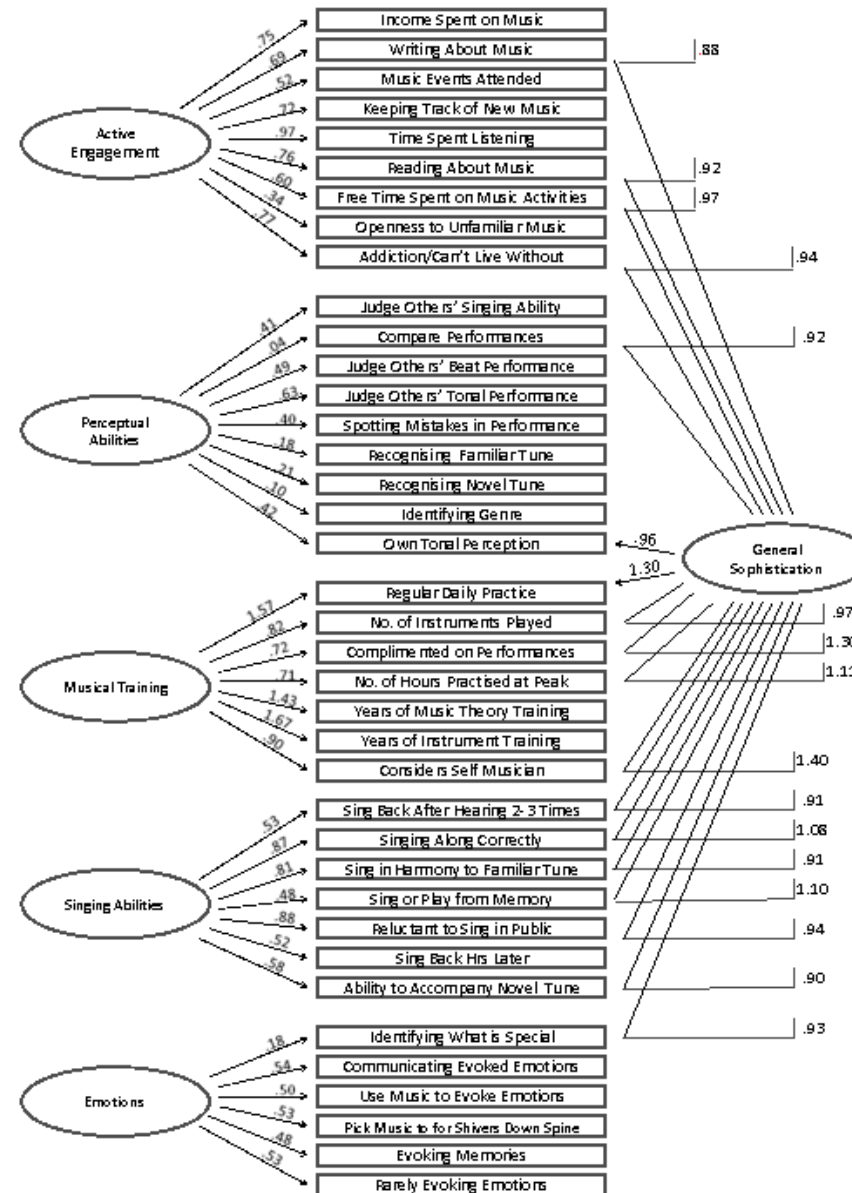 Income Spent on Music
.75
Writing About Music
.69
.88
Music Events Attended
.52
Keeping Track of New Music
.72
Active
Engagement
Time Spent Listening
.97
Reading About Music
.76
.92
Free Time Spent on Music Activities
.60
.97
Openness to Unfamiliar Music
.34
Addiction/Can't Live Without
.77
.94
Judge Others' Singing Ability
.41
Compare Performances
.04
.92
Judge Others' Beat Performance
.49
Judge Others' Tonal Performance
.63
Perceptual
Abilities
Spotting Mistakes in Performance
.40
Recognising Familiar Tune
.18
Recognising Novel Tune
.21
Identifying Genre
.10
Own Tonal Perception
.42
.96
General
Sophistication
1.30
Regular Daily Practice
1.57
No. of Instruments Played
.82
.97
Complimented on Performances
.72
1.30
Musical Training
No. of Hours Practised at Peak
.71
1.11
Years of Music Theory Training
1.43
Years of Instrument Training
1.67
Considers Self Musician
.90
1.40
Sing Back After Hearing 2-3 Times
.53
.91
Singing Along Correctly
.87
1.08
Sing in Harmony to Familiar Tune
.81
.91
Singing Abilities
Sing or Play from Memory
.48
1.10
Reluctant to Sing in Public
.88
.94
Sing Back Hrs Later
.52
Ability to Accompany Novel Tune
.58
.90
Identifying What is Special
.18
.93
Communicating Evoked Emotions
.54
Emotions
Use Music to Evoke Emotions
.50
Pick Music to for Shivers Down Spine
.53
Evoking Memories
.48
Rarely Evoking Emotions
.53